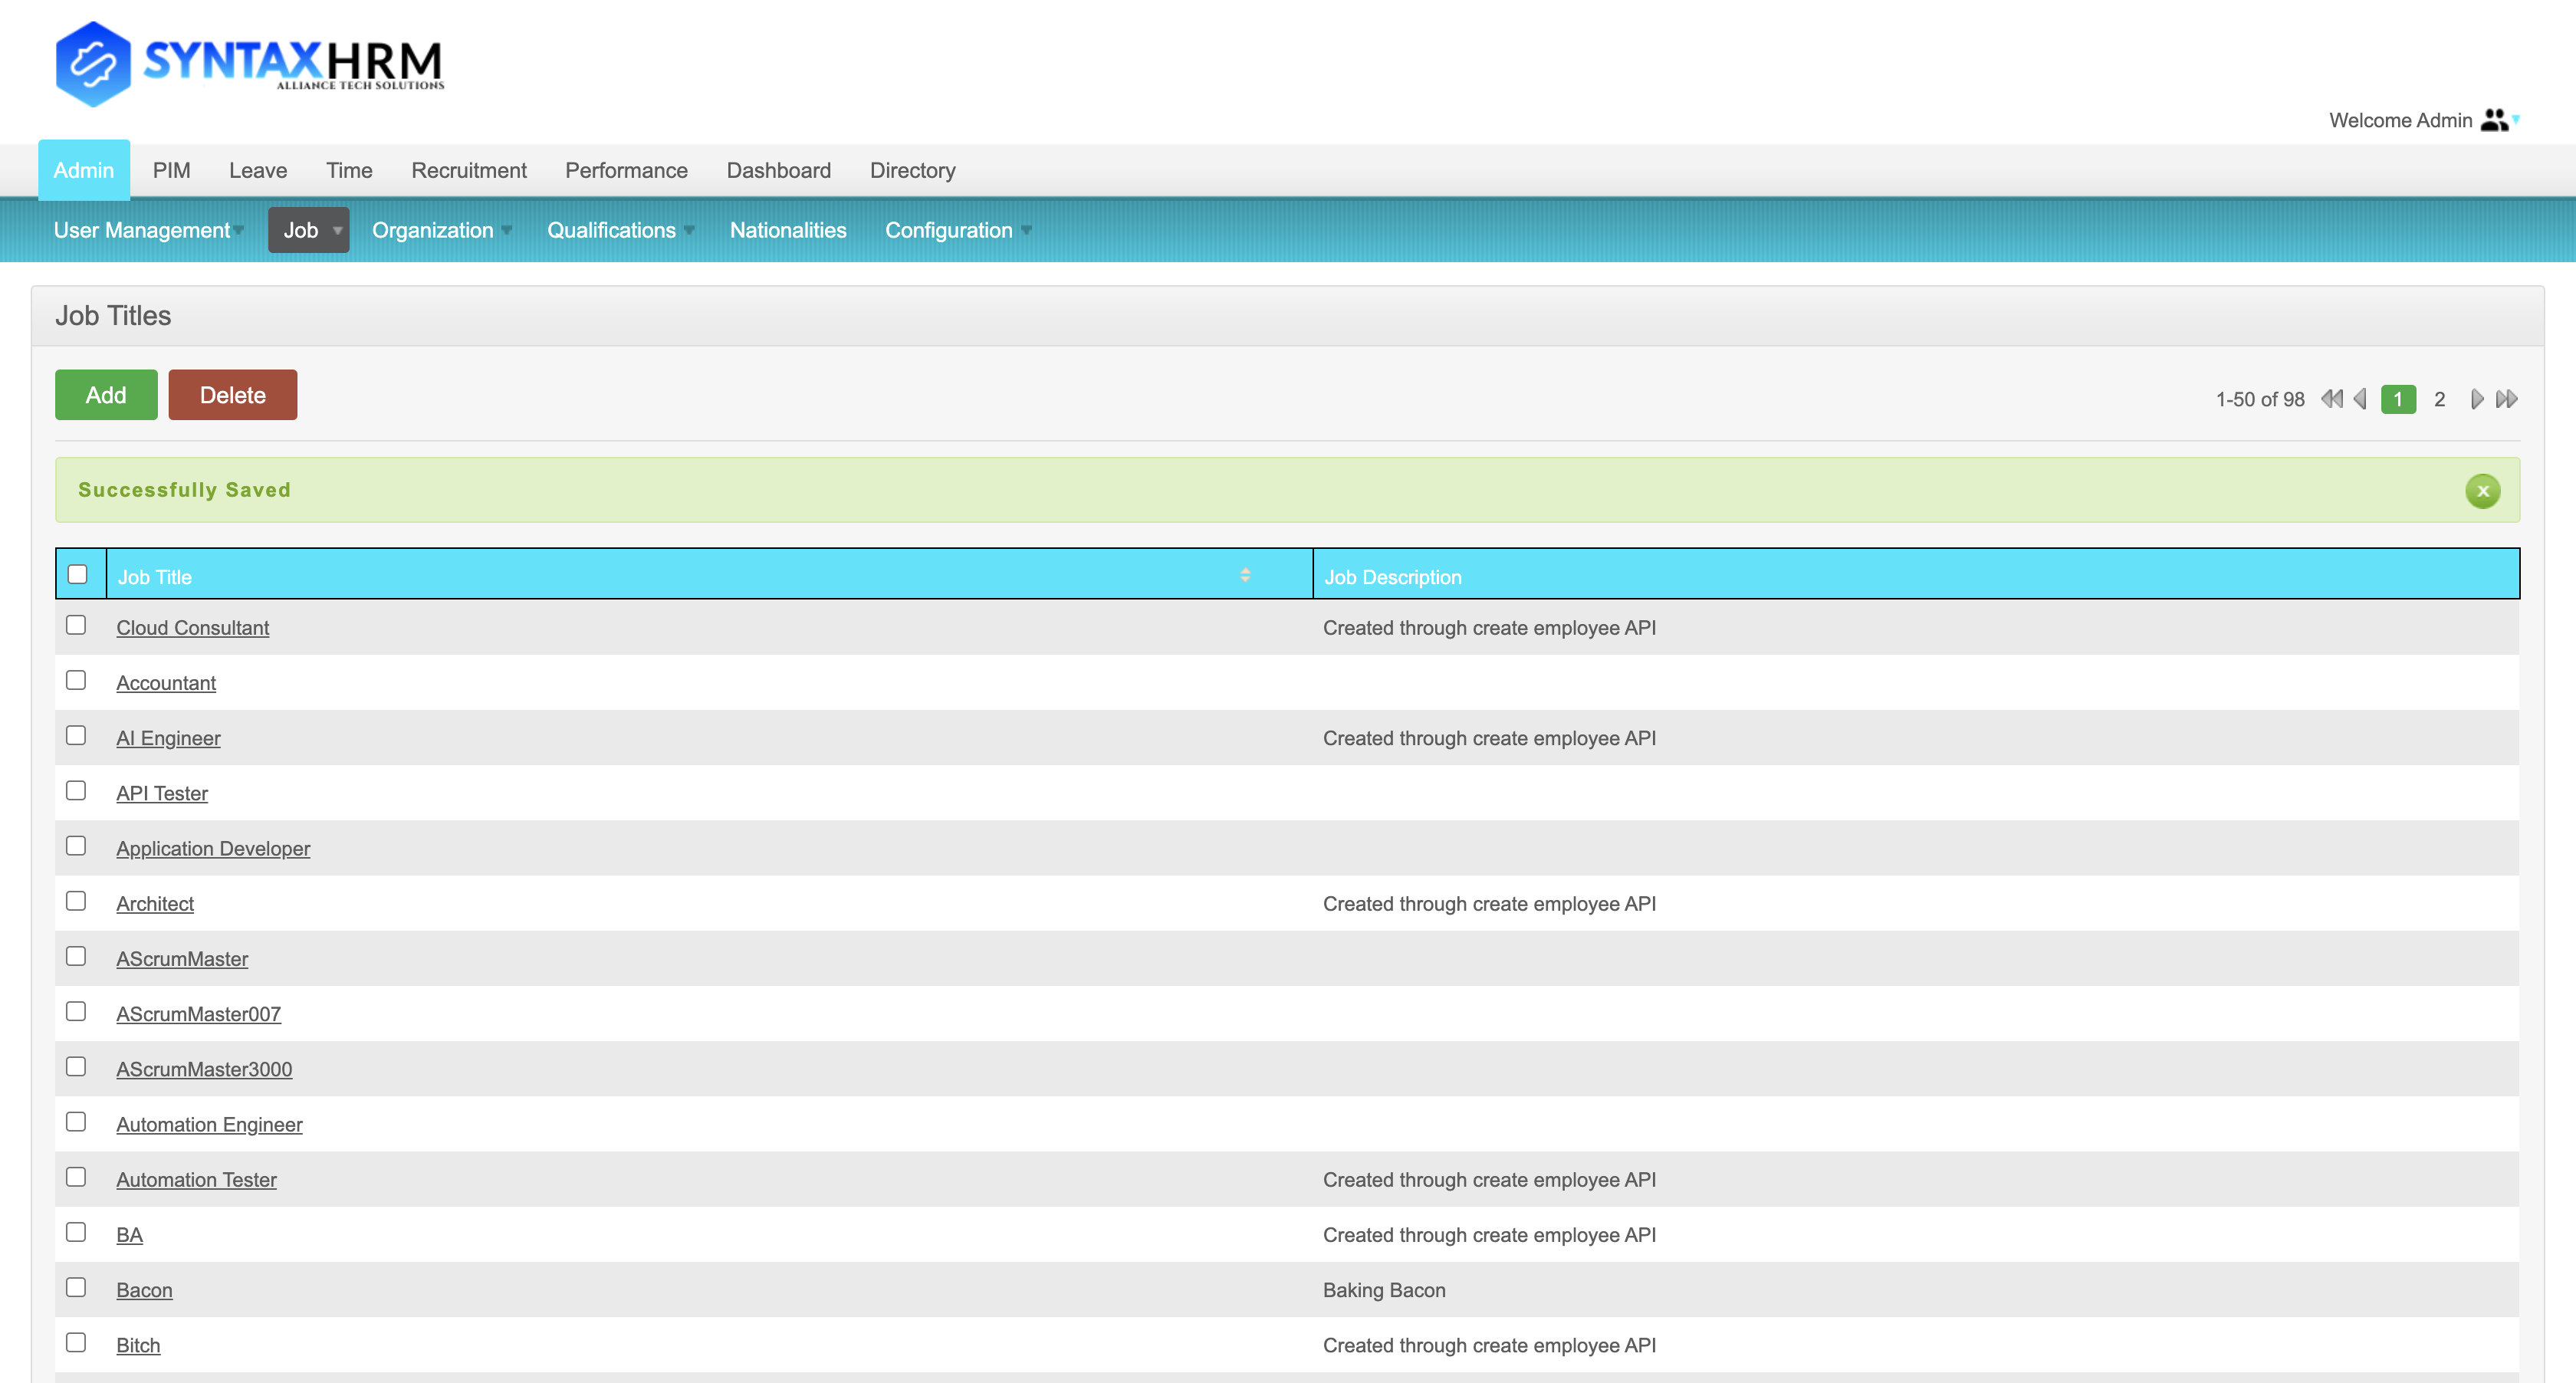 SYNTAXHRM
ALLIANCE TECH SOLUTIONS
Welcome Admin
Admin PIM Leave Time Recruitment Performance Dashboard Directory
User Management Job Organization Qualifications Nationalities Configuration
Job Titles
Add Delete 1-50 of 98 1 2
Successfully Saved x
Job Title Job Description
Cloud Consultant Created through create employee API
Accountant
AI Engineer Created through create employee API
API Tester
Application Developer
Architect Created through create employee API
AScrumMaster
AScrumMaster007
AScrumMaster3000
Automation Engineer
Automation Tester Created through create employee API
BA Created through create employee API
Bacon Baking Bacon
Bitch Created through create employee API